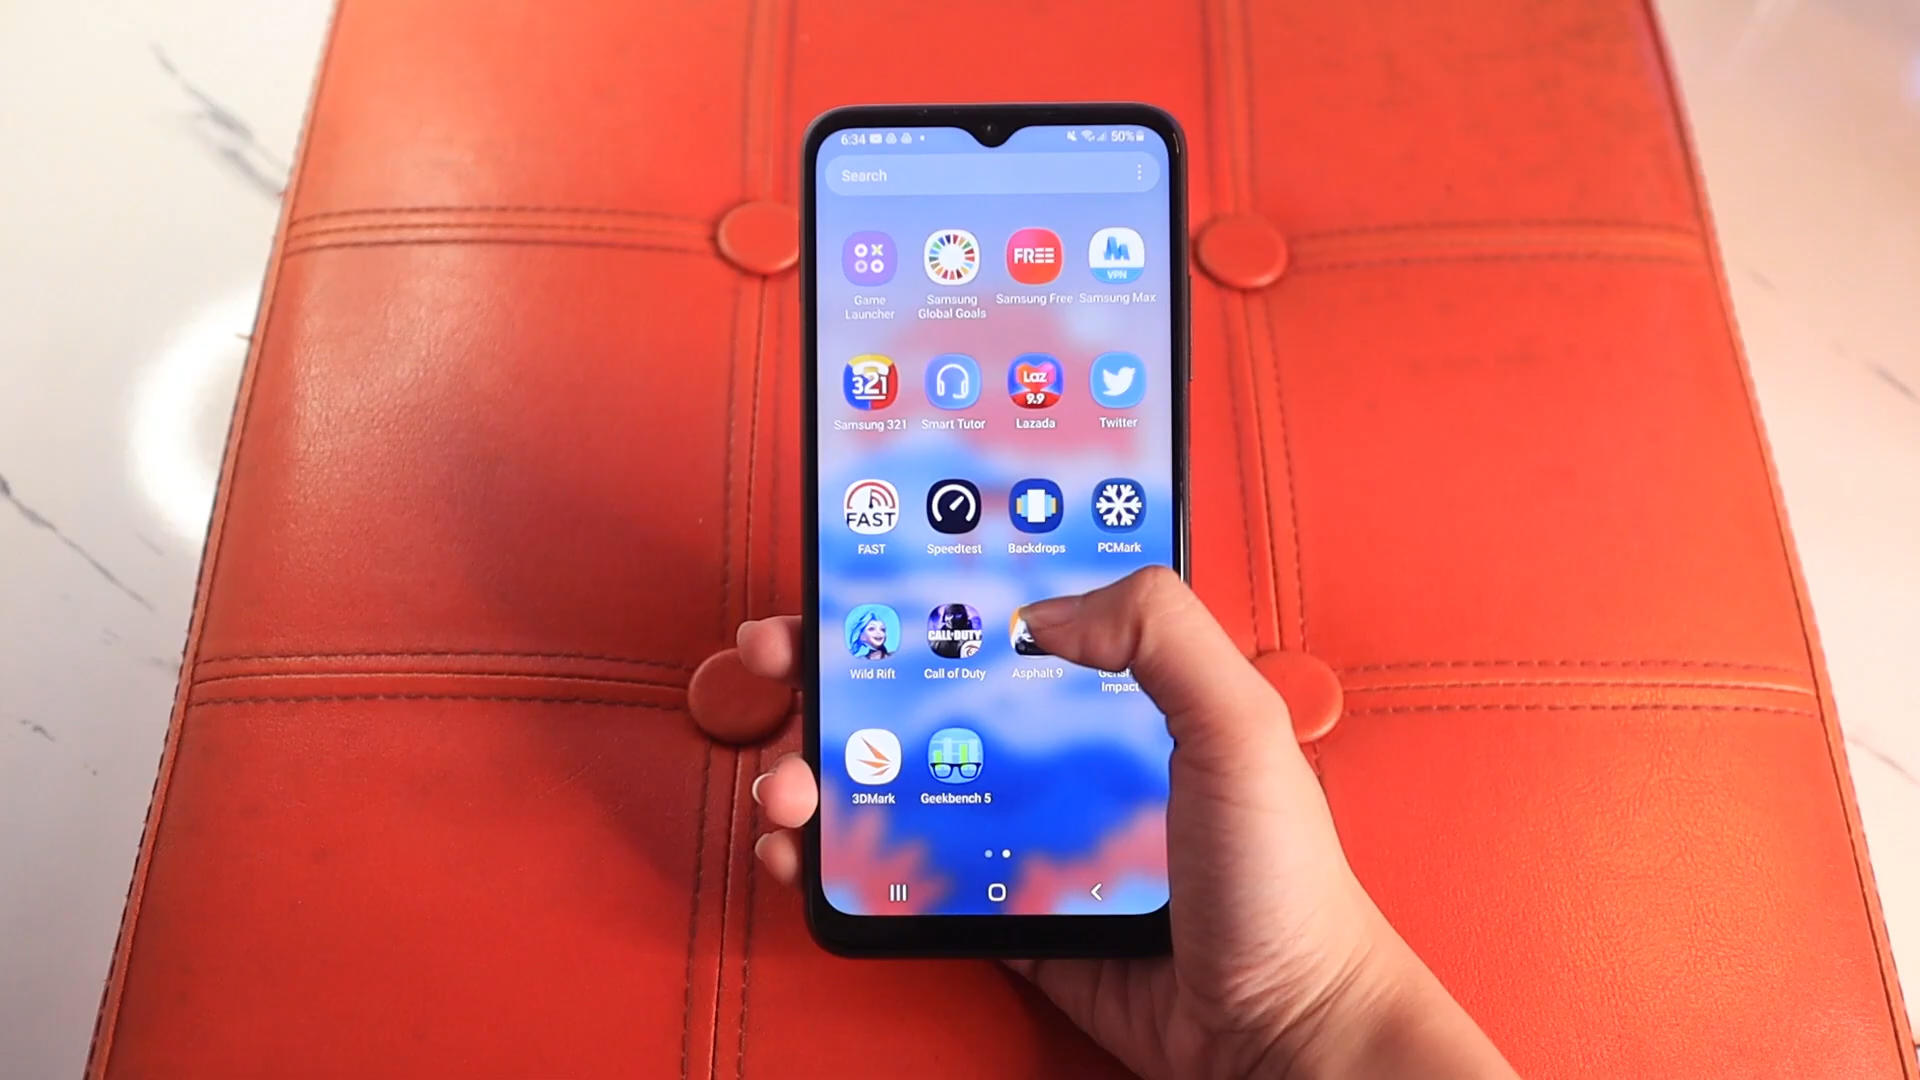 6:34
50%
Search
FREE
VPN
Game
Launcher
Samsung
Global Goals
Samsung Free
Samsung Max
321
Laz
9.9
Samsung 321
Smart Tutor
Lazada
Twitter
FAST
FAST
Speedtest
Backdrops
PCMark
CALL OF DUTY
Wild Rift
Call of Duty
Asphalt 9
Impact
3DMark
Geekbench 5